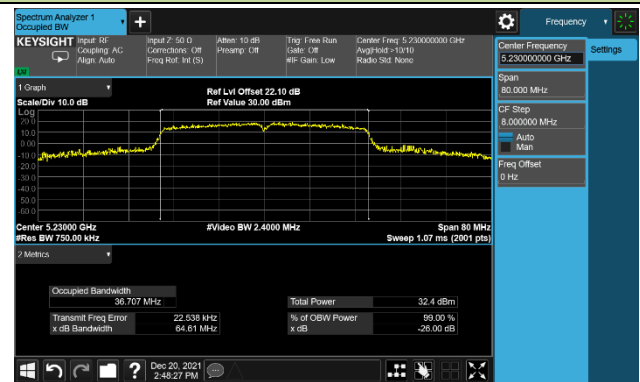 Spectrum Analyzer 1
Occupied BW
Frequency
KEYSIGHT
Input: RF
Coupling: AC
Align: Auto
Input Z: 50 Ω
Corrections: Off
Freq Ref: Int (S)
Atten: 10 dB
Preamp: Off
Trig: Free Run
Gate: Off
#IF Gain: Low
Center Freq: 5.230000000 GHz
Avg|Hold:>10/10
Radio Std: None
Center Frequency
5.230000000 GHz
Settings
Span
80.000 MHz
CF Step
8.000000 MHz
Auto
Man
Freq Offset
0 Hz
1 Graph
Scale/Div 10.0 dB
Ref Lvl Offset 22.10 dB
Ref Value 30.00 dBm
Log
20.0
10.0
0.00
-10.0
-20.0
-30.0
-40.0
-50.0
-60.0
Center 5.23000 GHz
#Video BW 2.4000 MHz
Span 80 MHz
#Res BW 750.00 kHz
Sweep 1.07 ms (2001 pts)
2 Metrics
Occupied Bandwidth
36.707 MHz
Total Power
32.4 dBm
Transmit Freq Error
22.538 kHz
% of OBW Power
99.00 %
x dB Bandwidth
64.61 MHz
x dB
-26.00 dB
?
Dec 20, 2021
2:48:27 PM